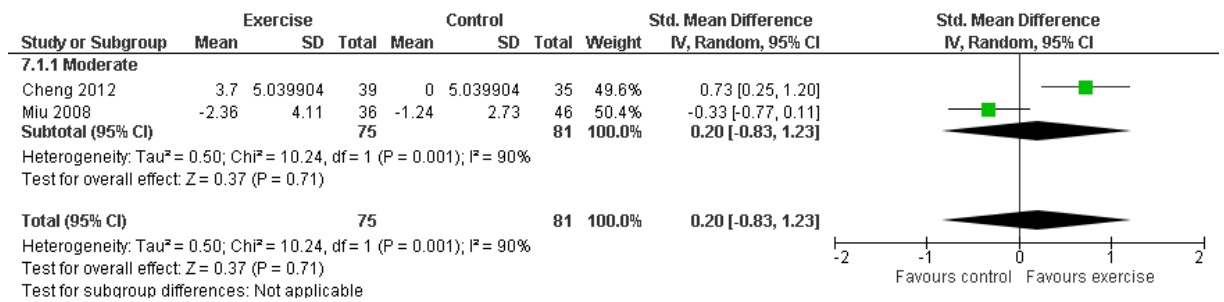 Exercise Control Std. Mean Difference Std. Mean Difference
Study or Subgroup Mean SD Total Mean SD Total Weight IV, Random, 95% CI IV, Random, 95% CI
7.1.1 Moderate
Cheng 2012 3.7 5.039904 39 0 5.039904 35 49.6% 0.73 [0.25, 1.20]
Miu 2008 -2.36 4.11 36 -1.24 2.73 46 50.4% -0.33 [-0.77, 0.11]
Subtotal (95% CI) 75 81 100.0% 0.20 [-0.83, 1.23]
Heterogeneity: Tau² = 0.50; Chi² = 10.24, df = 1 (P = 0.001); I² = 90%
Test for overall effect: Z = 0.37 (P = 0.71)
Total (95% CI) 75 81 100.0% 0.20 [-0.83, 1.23]
Heterogeneity: Tau² = 0.50; Chi² = 10.24, df = 1 (P = 0.001); I² = 90%
Test for overall effect: Z = 0.37 (P = 0.71)
Test for subgroup differences: Not applicable
-2 -1 0 1 2
Favours control Favours exercise